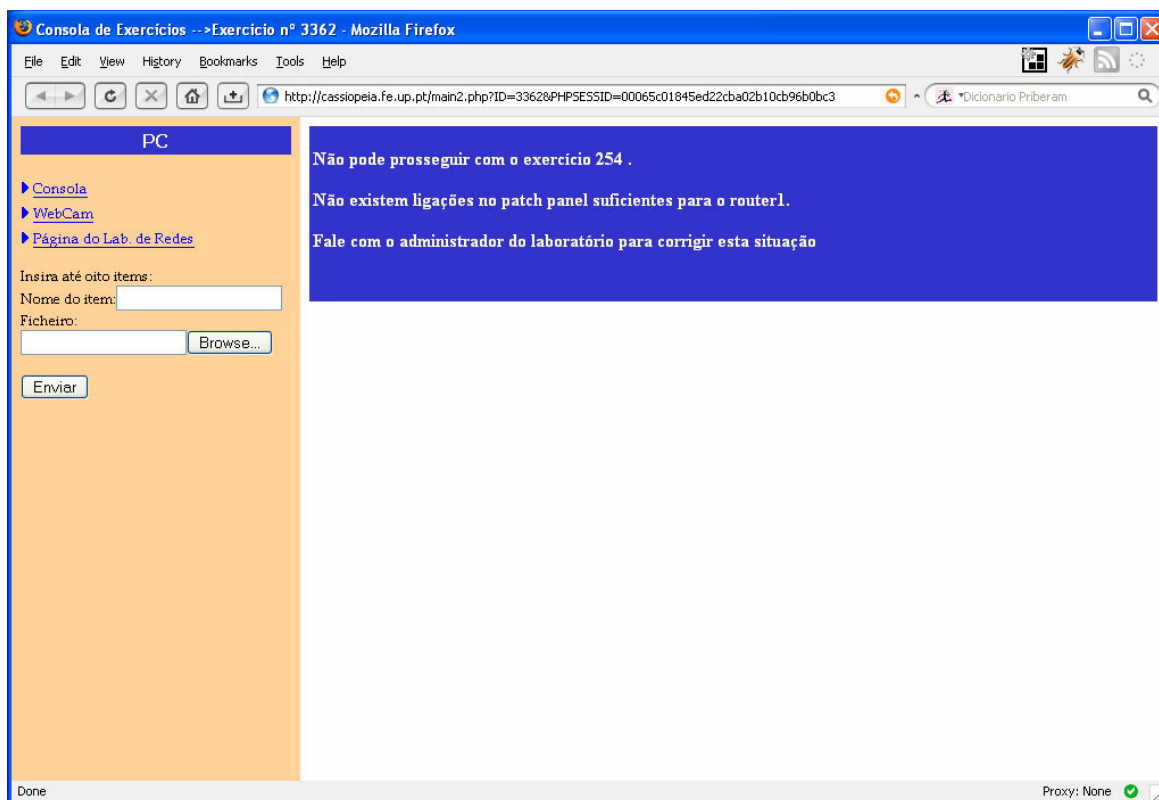 Consola de Exercícios -->Exercicio nº 3362 - Mozilla Firefox
File Edit View History Bookmarks Tools Help
http://cassiopeia.fe.up.pt/main2.php?ID=3362&PHPSESSID=00065c01845ed22cba02b10cb96b0bc3
Dicionario Priberam
PC
Consola
WebCam
Página do Lab. de Redes
Insira até oito items:
Nome do item:
Ficheiro:
Browse...
Enviar
Não pode prosseguir com o exercício 254 .
Não existem ligações no patch panel suficientes para o router1.
Fale com o administrador do laboratório para corrigir esta situação
Done
Proxy: None